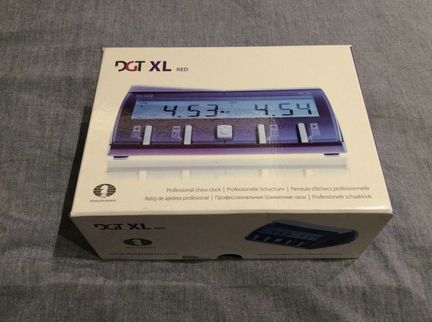 DGT XL RED
4.53 4.54
Professional chess clock | Professionelle Schachuhr | Pendule d'échecs professionnelle
Reloj de ajedrez profesional | Профессиональные Шахматные часы | Professionele schaakklok
DGT XL RED